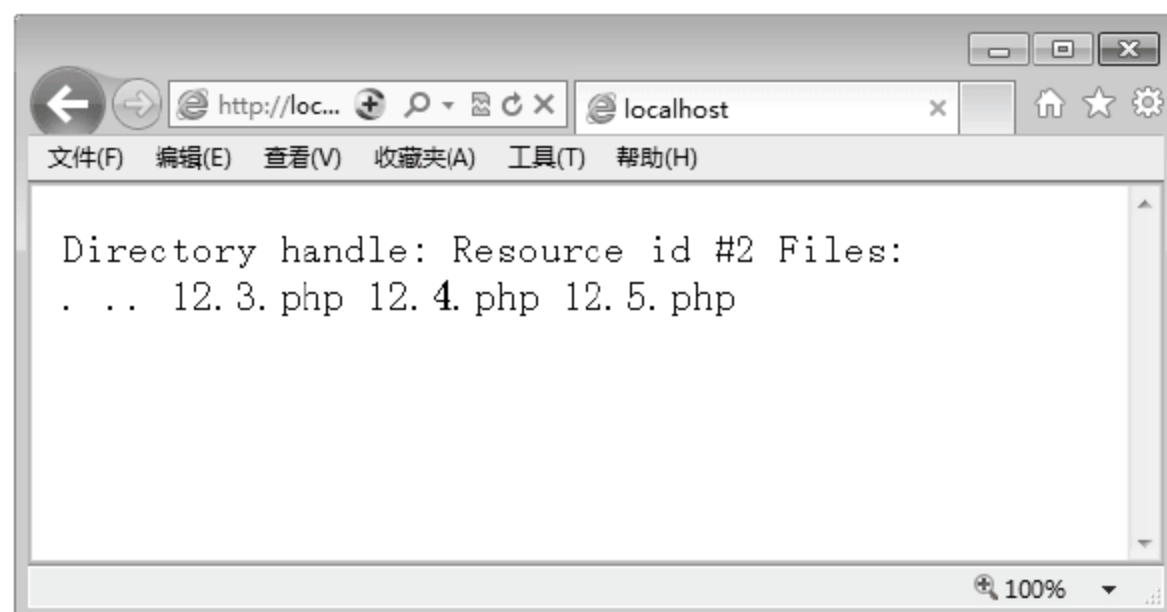 http://loc...
localhost
文件(F) 编辑(E) 查看(V) 收藏夹(A) 工具(T) 帮助(H)
Directory handle: Resource id #2 Files:
. .. 12.3.php 12.4.php 12.5.php
100%